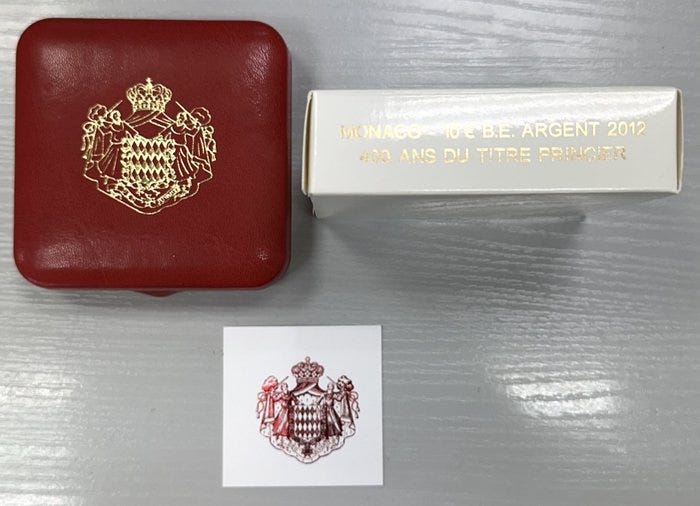 MONACO - 10 € B.E. ARGENT 2012
400 ANS DU TITRE PRINCIER